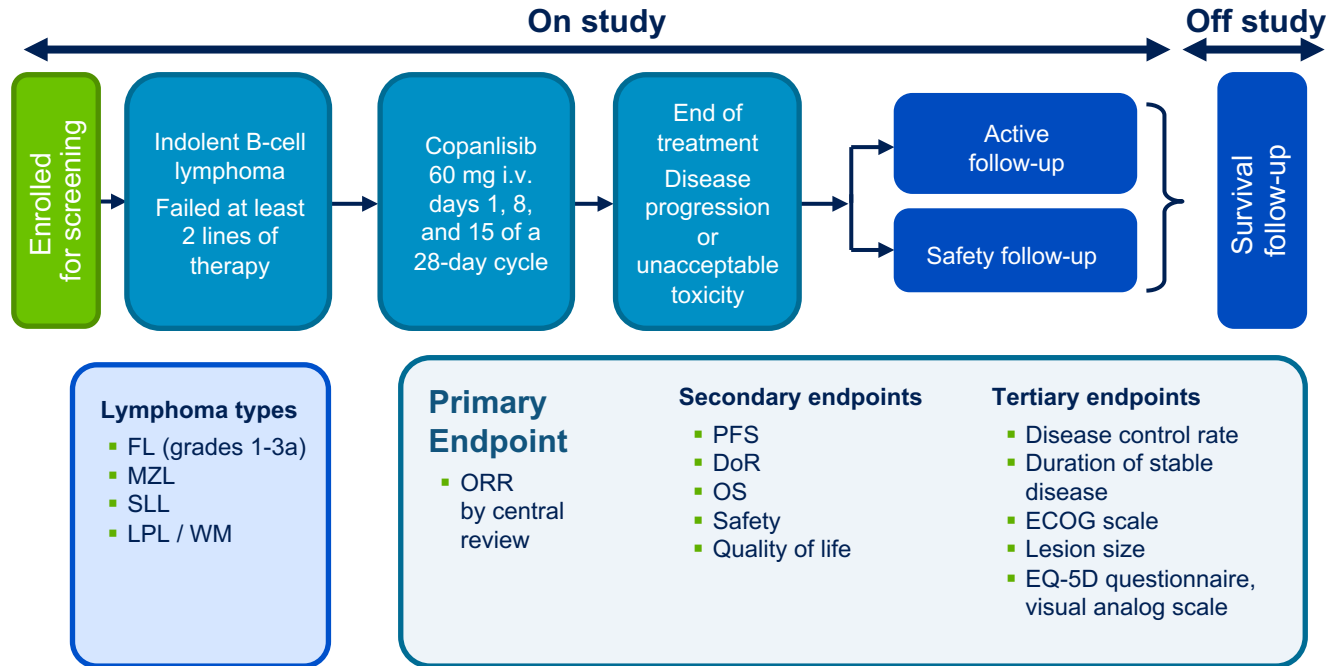 On study
Off study
Enrolled
for screening
Indolent B-cell
lymphoma
Failed at least
2 lines of
therapy
Copanlisib
60 mg i.v.
days 1, 8,
and 15 of a
28-day cycle
End of
treatment
Disease
progression
or
unacceptable
toxicity
Active
follow-up
Safety follow-up
Survival
follow-up
Lymphoma types
▪ FL (grades 1-3a)
▪ MZL
▪ SLL
▪ LPL / WM
Primary
Endpoint
▪ ORR
by central
review
Secondary endpoints
▪ PFS
▪ DoR
▪ OS
▪ Safety
▪ Quality of life
Tertiary endpoints
▪ Disease control rate
▪ Duration of stable
disease
▪ ECOG scale
▪ Lesion size
▪ EQ-5D questionnaire,
visual analog scale